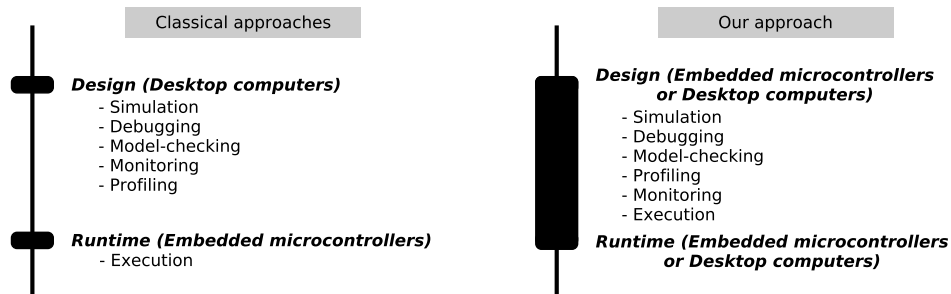 Classical approaches
Design (Desktop computers)
- Simulation
- Debugging
- Model-checking
- Monitoring
- Profiling
Runtime (Embedded microcontrollers)
- Execution
Our approach
Design (Embedded microcontrollers
or Desktop computers)
- Simulation
- Debugging
- Model-checking
- Profiling
- Monitoring
- Execution
Runtime (Embedded microcontrollers
or Desktop computers)